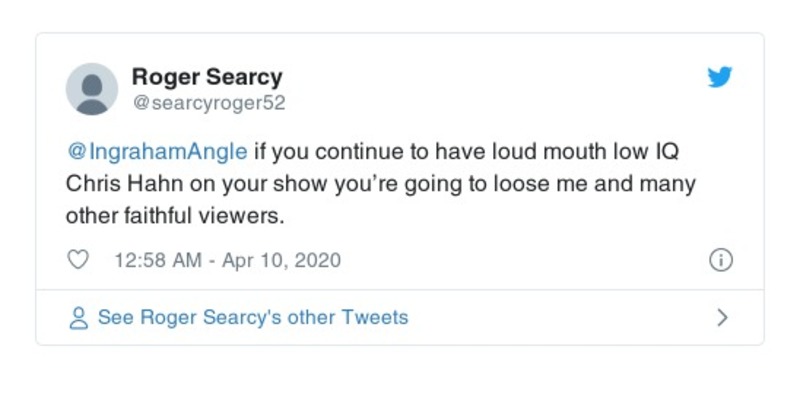 Roger Searcy
@searcyroger52
@IngrahamAngle if you continue to have loud mouth low IQ
Chris Hahn on your show you’re going to loose me and many
other faithful viewers.
12:58 AM - Apr 10, 2020
See Roger Searcy's other Tweets